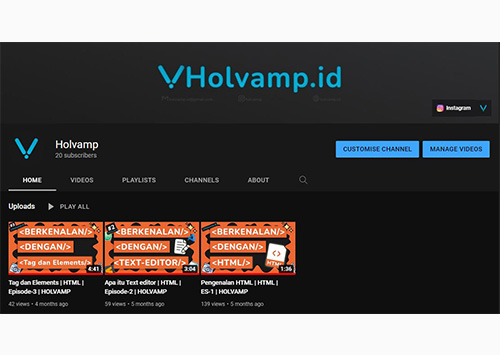 Holvamp.id
Instagram
Holvamp
20 subscribers
CUSTOMISE CHANNEL
MANAGE VIDEOS
HOME
VIDEOS
PLAYLISTS
CHANNELS
ABOUT
Uploads
PLAY ALL
<BERKENALAN/>
<DENGAN/>
<Tag dan Elements/>
4:41
#2
<BERKENALAN/>
<DENGAN/>
<TEXT-EDITOR/>
3:04
<BERKENALAN/>
<DENGAN/>
<HTML/>
HTML
1:36
Tag dan Elements | HTML |
Episode-3 | HOLVAMP
42 views • 4 months ago
Apa itu Text editor | HTML |
Episode-2 | HOLVAMP
59 views • 5 months ago
Pengenalan HTML | HTML |
ES-1 | HOLVAMP
139 views • 5 months ago